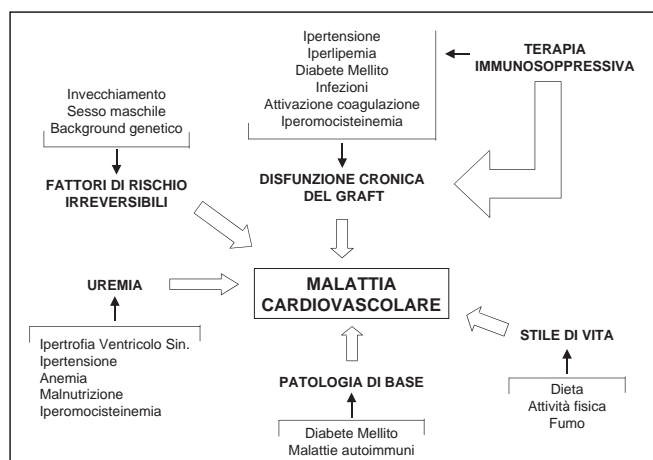 Ipertensione
Iperlipemia
Diabete Mellito
Infezioni
Attivazione coagulazione
Iperomocisteinemia
TERAPIA
IMMUNOSOPPRESSIVA
Invecchiamento
Sesso maschile
Background genetico
FATTORI DI RISCHIO
IRREVERSIBILI
DISFUNZIONE CRONICA
DEL GRAFT
UREMIA
MALATTIA
CARDIOVASCOLARE
STILE DI VITA
Ipertrofia Ventricolo Sin.
Ipertensione
Anemia
Malnutrizione
Iperomocisteinemia
PATOLOGIA DI BASE
Diabete Mellito
Malattie autoimmuni
Dieta
Attività fisica
Fumo